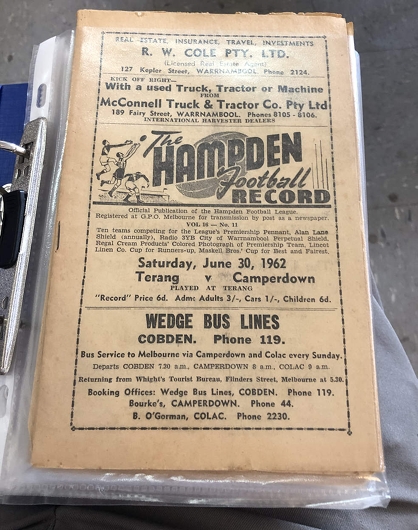 REAL ESTATE, INSURANCE, TRAVEL, INVESTMENTS
R. W. COLE PTY. LTD.
(Licensed Real Estate Agent)
127 Kepler Street, WARRNAMBOOL. Phone 2124.
KICK OFF RIGHT—
With a used Truck, Tractor or Machine
FROM
McConnell Truck & Tractor Co. Pty Ltd
189 Fairy Street, WARRNAMBOOL. Phones 8105 - 8106.
INTERNATIONAL HARVESTER DEALERS
The
HAMPDEN
Football
RECORD
Official Publication of the Hampden Football League.
Registered at G.P.O. Melbourne for transmission by post as a newspaper.
VOL 18 — No. 11
Ten teams competing for the League's Premiership Pennant, Alan Lane
Shield (annually), Radio 3YB City of Warrnambool Perpetual Shield,
Regal Cream Products' Colored Photograph of Premiership Team, Lincot
Linen Co. Cup for Runners-up, Maskell Bros.' Cup for Best and Fairest.
Saturday, June 30, 1962
Terang v Camperdown
PLAYED AT TERANG
"Record" Price 6d. Adm: Adults 3/-, Cars 1/-, Children 6d.
WEDGE BUS LINES
COBDEN. Phone 119.
Bus Service to Melbourne via Camperdown and Colac every Sunday.
Departs COBDEN 7.30 a.m., CAMPERDOWN 8 a.m., COLAC 9 a.m.
Returning from Whight's Tourist Bureau, Flinders Street, Melbourne at 5.30.
Booking Offices: Wedge Bus Lines, COBDEN. Phone 119.
Bourke's, CAMPERDOWN. Phone 44.
B. O'Gorman, COLAC. Phone 2230.